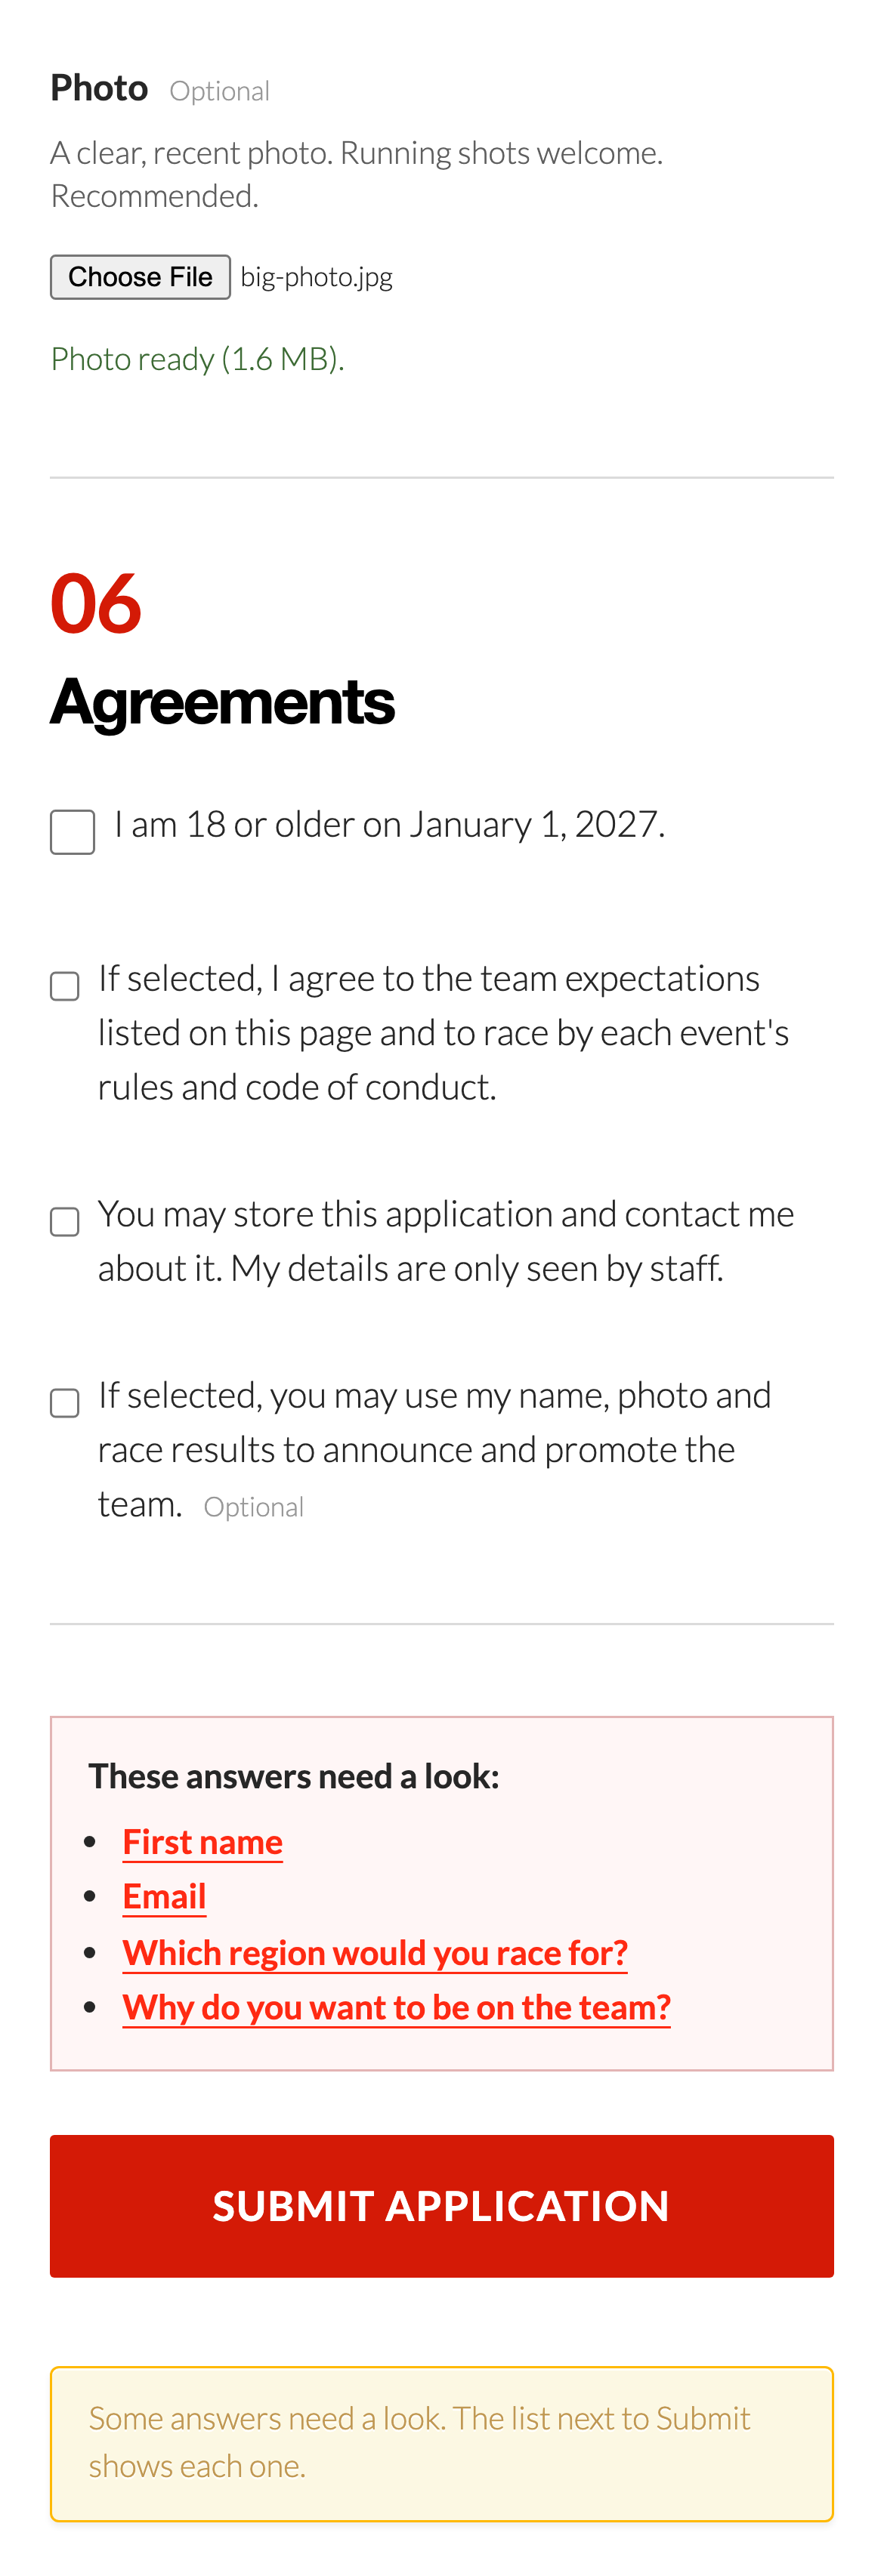 Photo Optional
A clear, recent photo. Running shots welcome.
Recommended.
Choose File big-photo.jpg
Photo ready (1.6 MB).
06
Agreements
I am 18 or older on January 1, 2027.
If selected, I agree to the team expectations
listed on this page and to race by each event's
rules and code of conduct.
You may store this application and contact me
about it. My details are only seen by staff.
If selected, you may use my name, photo and
race results to announce and promote the
team. Optional
These answers need a look:
First name
Email
Which region would you race for?
Why do you want to be on the team?
SUBMIT APPLICATION
Some answers need a look. The list next to Submit
shows each one.